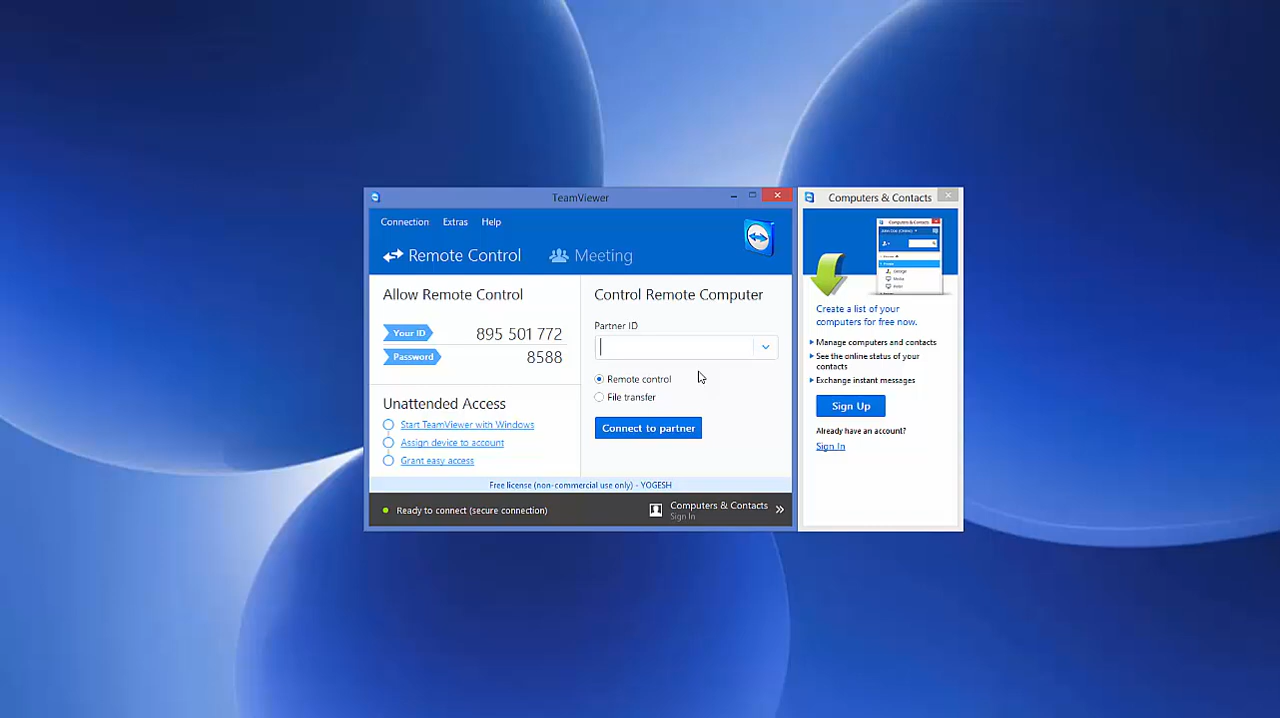 TeamViewer
Connection Extras Help
Remote Control Meeting
Allow Remote Control
Your ID 895 501 772
Password 8588
Unattended Access
Start TeamViewer with Windows
Assign device to account
Grant easy access
Control Remote Computer
Partner ID
Remote control
File transfer
Connect to partner
Free license (non-commercial use only) - YOGESH
Ready to connect (secure connection)
Computers & Contacts
Sign In
Computers & Contacts
Computers & Contacts
Create a list of your
computers for free now.
Manage computers and contacts
See the online status of your
contacts
Exchange instant messages
Sign Up
Already have an account?
Sign In